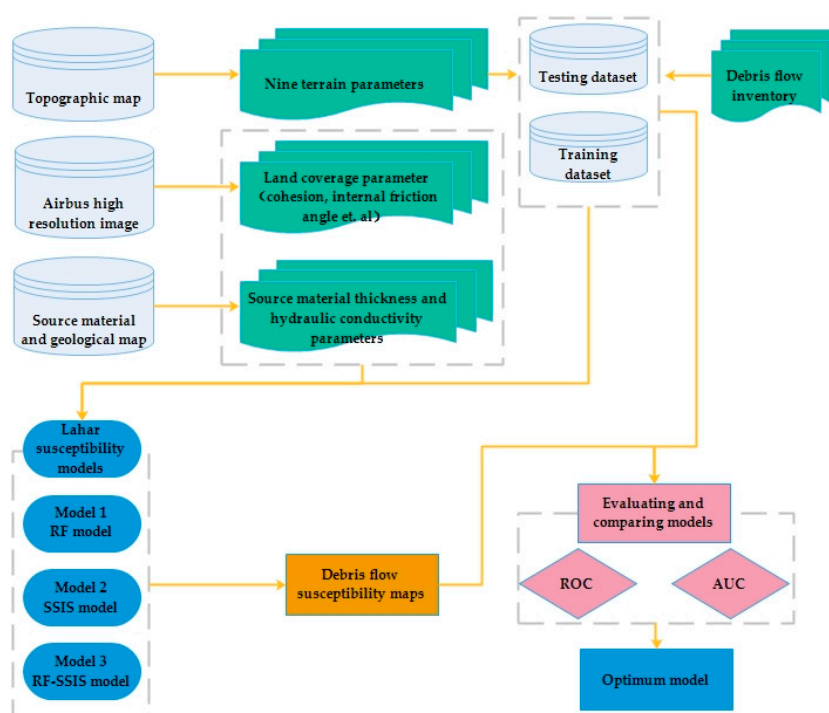 Topographic map
Nine terrain parameters
Testing dataset
Debris flow
inventory
Training
dataset
Airbus high
resolution image
Land coverage parameter
(cohesion, internal friction
angle et. al)
Source material
and geological map
Source material thickness and
hydraulic conductivity
parameters
Lahar
susceptibility
models
Model 1
RF model
Model 2
SSIS model
Model 3
RF-SSIS model
Debris flow
susceptibility maps
Evaluating and
comparing models
ROC
AUC
Optimum model